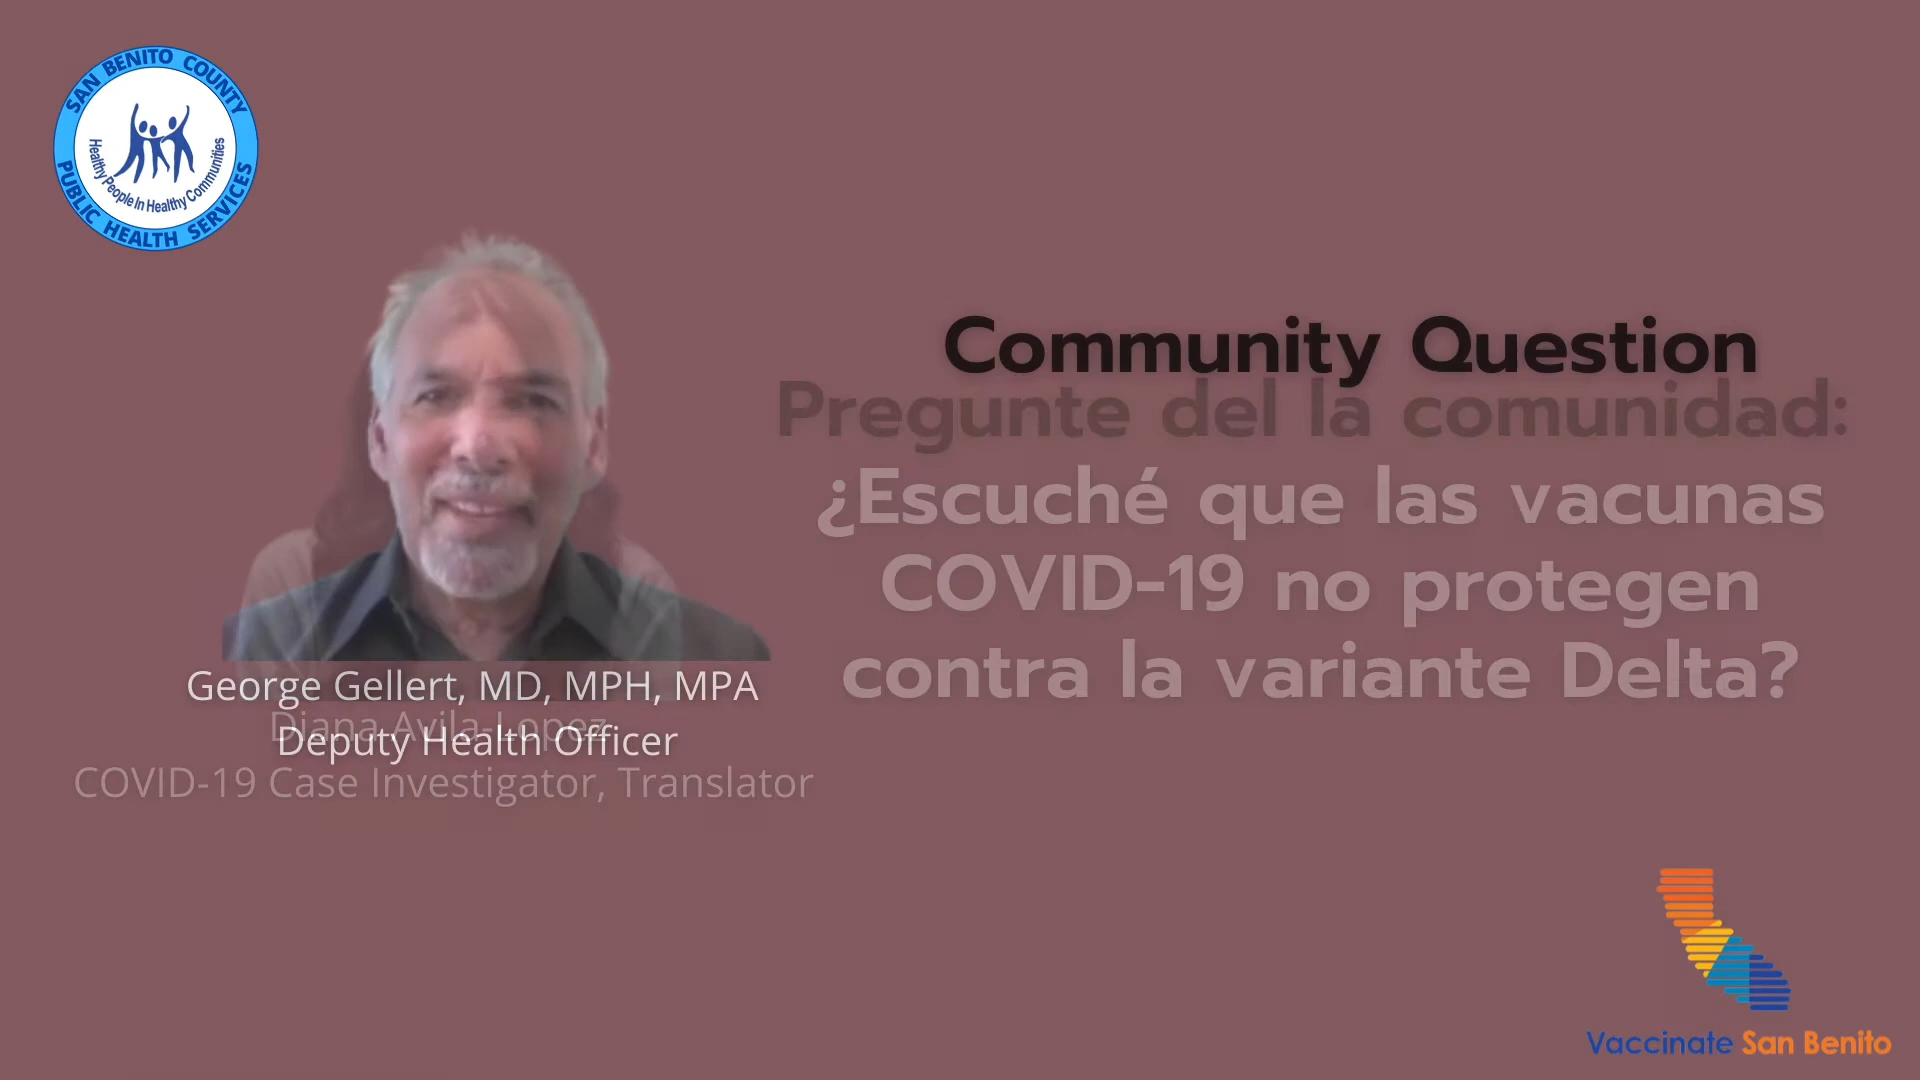 SAN BENITO COUNTY
Healthy People In Healthy Communities
PUBLIC HEALTH SERVICES
Community Question
Pregunte del la comunidad:
¿Escuché que las vacunas
COVID-19 no protegen
contra la variante Delta?
George Gellert, MD, MPH, MPA
Deputy Health Officer
Diana Avila-Lopez
COVID-19 Case Investigator, Translator
Vaccinate San Benito